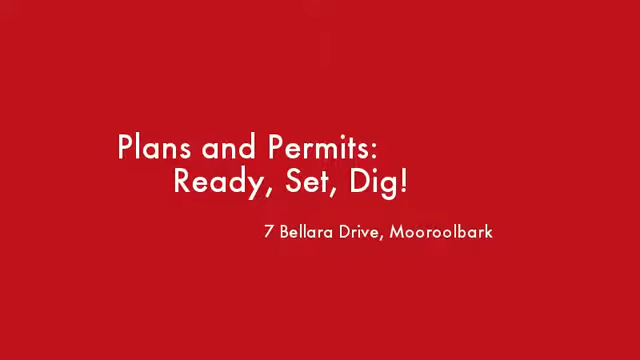 Plans and Permits:
Ready, Set, Dig!
7 Bellara Drive, Mooroolbark